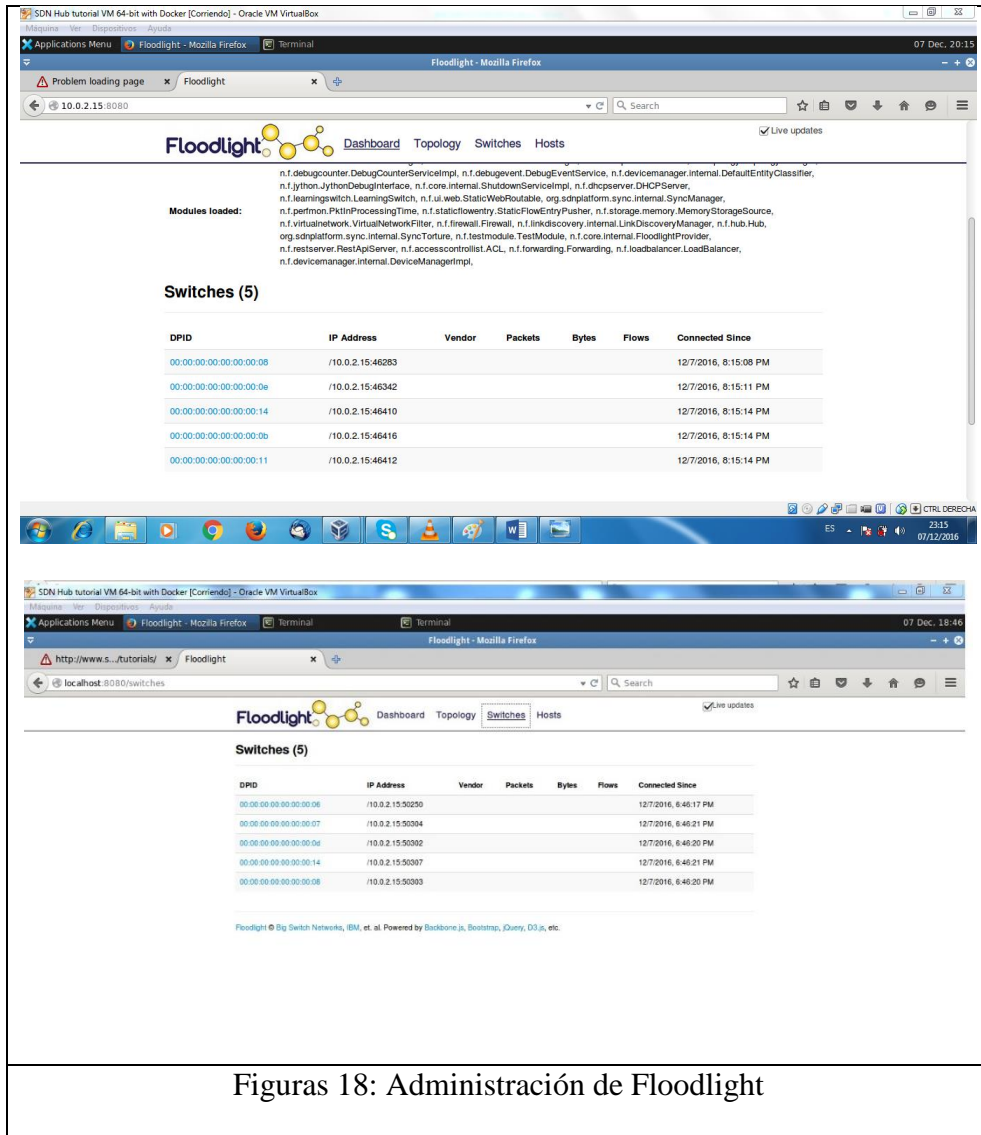 SDN Hub tutorial VM 64-bit with Docker [Corriendo] - Oracle VM VirtualBox
Máquina Ver Dispositivos Ayuda
Applications Menu Floodlight - Mozilla Firefox Terminal 07 Dec, 20:15
Floodlight - Mozilla Firefox
Problem loading page x Floodlight x
10.0.2.15:8080 Search
Live updates
Floodlight Dashboard Topology Switches Hosts
n.f.debugcounter.DebugCounterServiceImpl, n.f.debugevent.DebugEventService, n.f.devicemanager.internal.DefaultEntityClassifier,
n.f.jython.JythonDebugInterface, n.f.core.internal.ShutdownServiceImpl, n.f.dhcpserver.DHCPServer,
n.f.learningswitch.LearningSwitch, n.f.ui.web.StaticWebRoutable, org.sdnplatform.sync.internal.SyncManager,
Modules loaded: n.f.perfmon.PktInProcessingTime, n.f.staticflowentry.StaticFlowEntryPusher, n.f.storage.memory.MemoryStorageSource,
n.f.virtualnetwork.VirtualNetworkFilter, n.f.firewall.Firewall, n.f.linkdiscovery.internal.LinkDiscoveryManager, n.f.hub.Hub,
org.sdnplatform.sync.internal.SyncTorture, n.f.testmodule.TestModule, n.f.core.internal.FloodlightProvider,
n.f.restserver.RestApiServer, n.f.accesscontrollist.ACL, n.f.forwarding.Forwarding, n.f.loadbalancer.LoadBalancer,
n.f.devicemanager.internal.DeviceManagerImpl,
Switches (5)
DPID IP Address Vendor Packets Bytes Flows Connected Since
00:00:00:00:00:00:00:08 /10.0.2.15:46283 12/7/2016, 8:15:08 PM
00:00:00:00:00:00:00:0e /10.0.2.15:46342 12/7/2016, 8:15:11 PM
00:00:00:00:00:00:00:14 /10.0.2.15:46410 12/7/2016, 8:15:14 PM
00:00:00:00:00:00:00:0b /10.0.2.15:46416 12/7/2016, 8:15:14 PM
00:00:00:00:00:00:00:11 /10.0.2.15:46412 12/7/2016, 8:15:14 PM
CTRL DERECHA
ES 23:15
07/12/2016
SDN Hub tutorial VM 64-bit with Docker [Corriendo] - Oracle VM VirtualBox
Máquina Ver Dispositivos Ayuda
Applications Menu Floodlight - Mozilla Firefox Terminal Terminal 07 Dec, 18:46
Floodlight - Mozilla Firefox
http://www.s.../tutorials/ x Floodlight x
localhost:8080/switches Search
Live updates
Floodlight Dashboard Topology Switches Hosts
Switches (5)
DPID IP Address Vendor Packets Bytes Flows Connected Since
00:00:00:00:00:00:00:06 /10.0.2.15:50250 12/7/2016, 6:46:17 PM
00:00:00:00:00:00:00:07 /10.0.2.15:50304 12/7/2016, 6:46:21 PM
00:00:00:00:00:00:00:0d /10.0.2.15:50302 12/7/2016, 6:46:20 PM
00:00:00:00:00:00:00:14 /10.0.2.15:50307 12/7/2016, 6:46:21 PM
00:00:00:00:00:00:00:08 /10.0.2.15:50303 12/7/2016, 6:46:20 PM
Floodlight © Big Switch Networks, IBM, et. al. Powered by Backbone.js, Bootstrap, jQuery, D3.js, etc.
Figuras 18: Administración de Floodlight